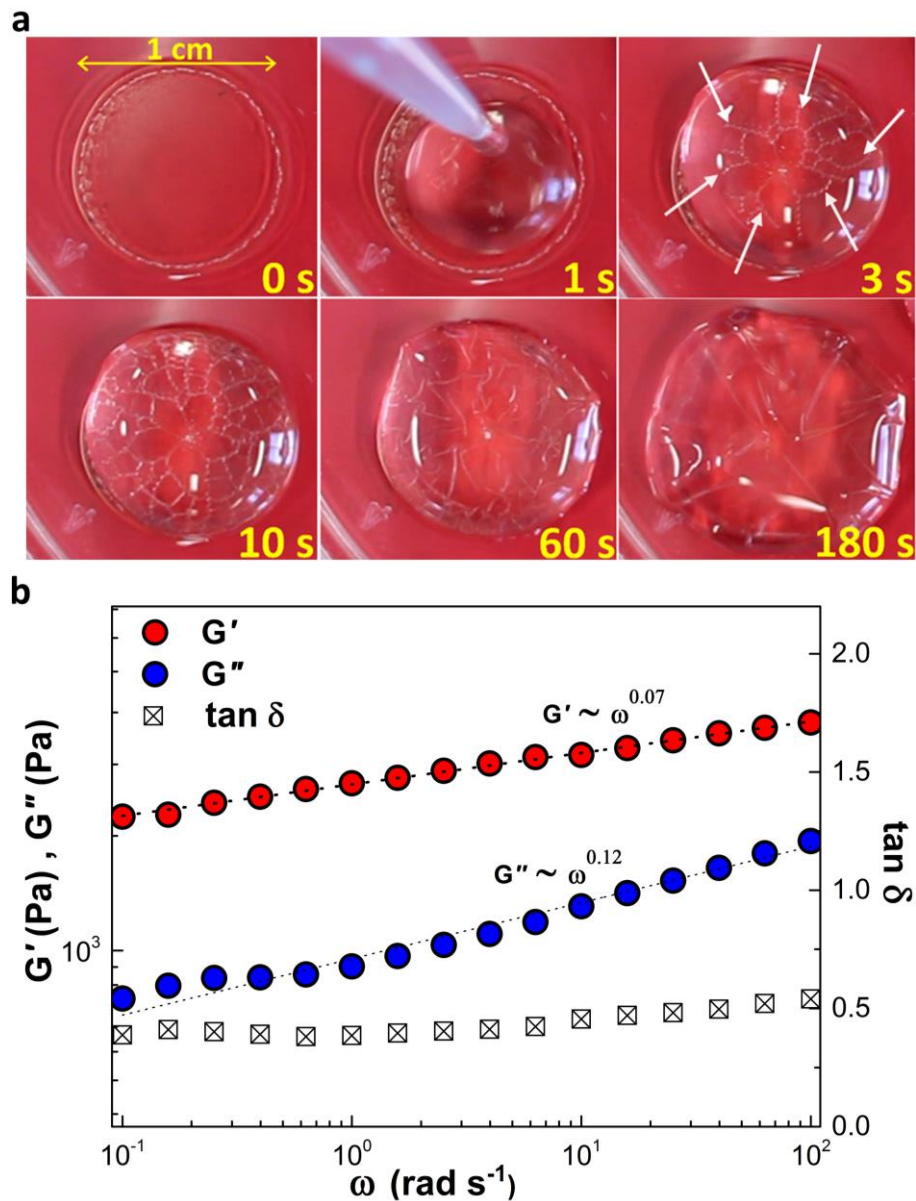 a
1 cm
0 s
1 s
3 s
10 s
60 s
180 s
b
G′
G″
tan δ
G′ ~ ω^0.07
G″ ~ ω^0.12
G′(Pa) , G″(Pa)
10^3
tan δ
2.0
1.5
1.0
0.5
0.0
10^-1
10^0
10^1
10^2
ω (rad s^-1)